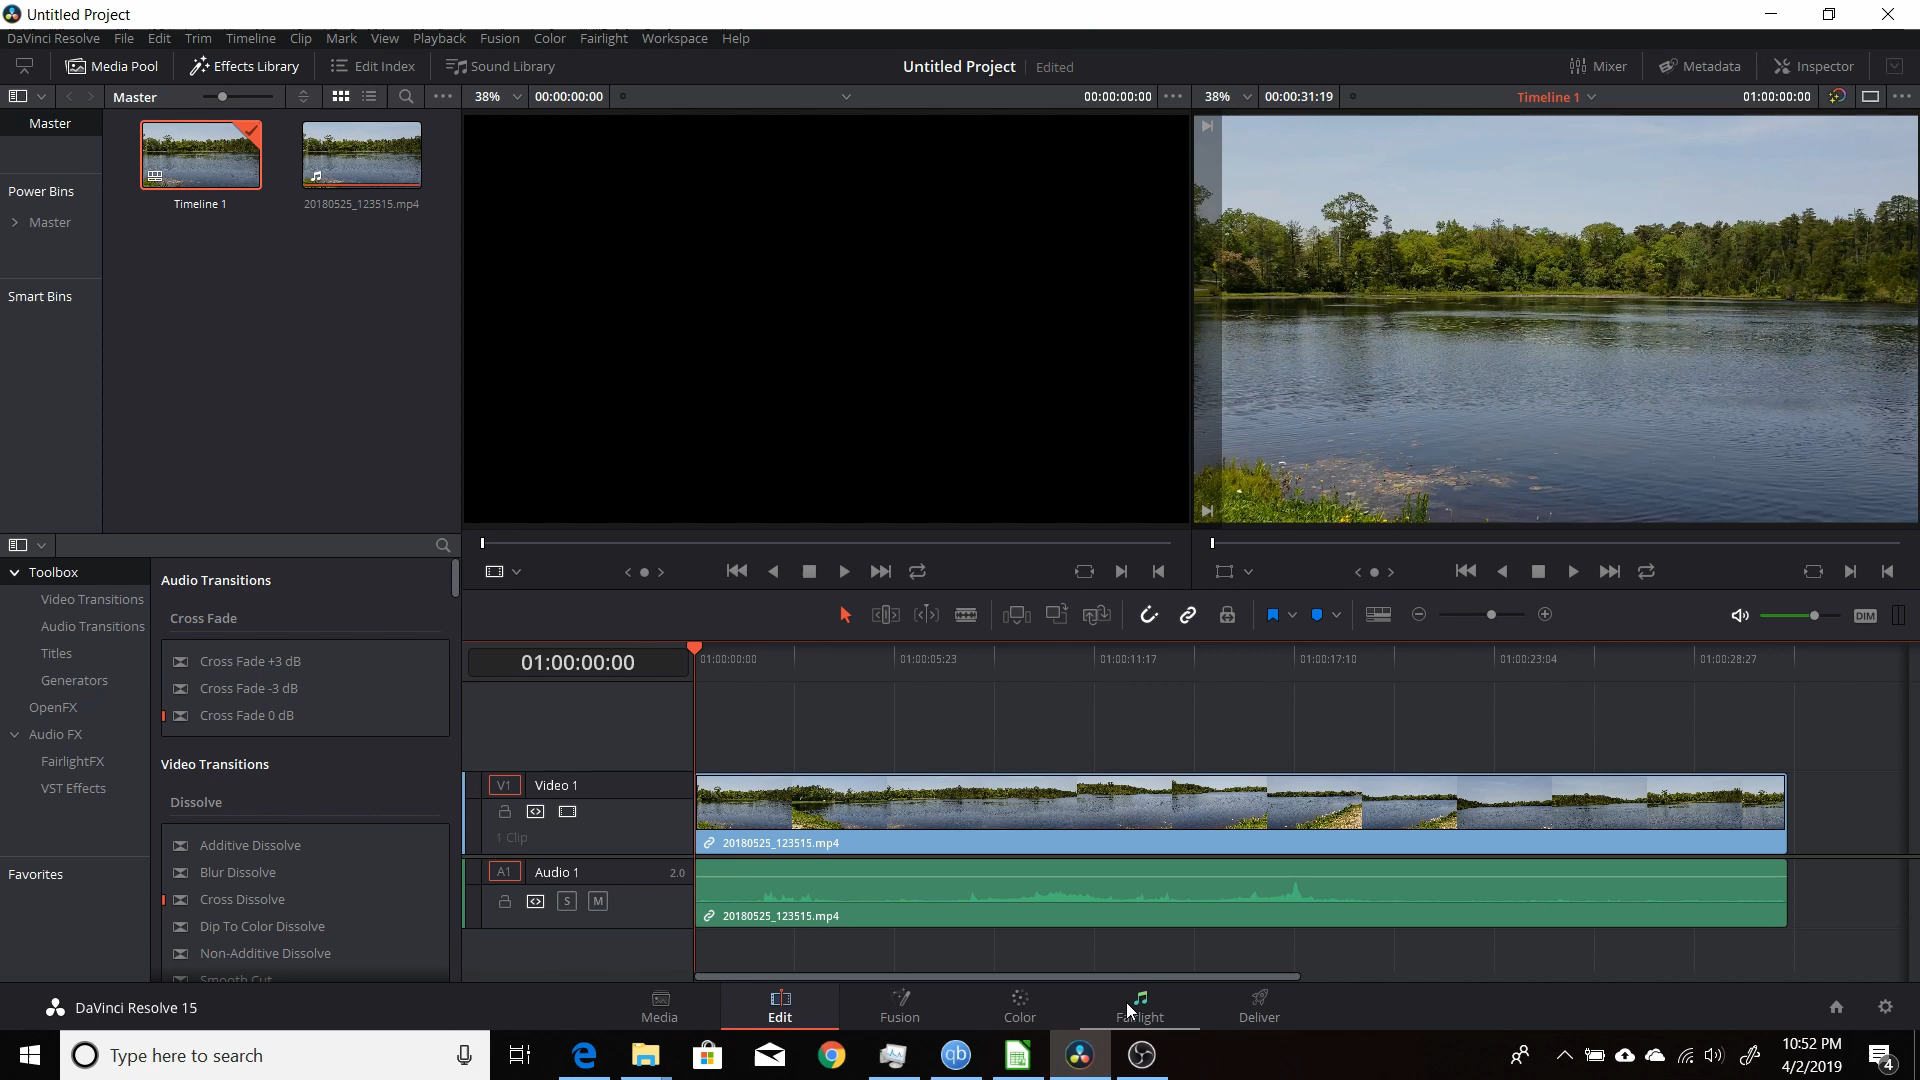 Untitled Project
DaVinci Resolve File Edit Trim Timeline Clip Mark View Playback Fusion Color Fairlight Workspace Help
Media Pool Effects Library Edit Index Sound Library Untitled Project Edited Mixer Metadata Inspector
Master 38% 00:00:00:00 00:00:00:00 38% 00:00:31:19 Timeline 1 01:00:00:00
Master
Power Bins
Master
Smart Bins
Timeline 1 20180525_123515.mp4
Toolbox
Video Transitions
Audio Transitions
Titles
Generators
OpenFX
Audio FX
FairlightFX
VST Effects
Favorites
Audio Transitions
Cross Fade
Cross Fade +3 dB
Cross Fade -3 dB
Cross Fade 0 dB
Video Transitions
Dissolve
Additive Dissolve
Blur Dissolve
Cross Dissolve
Dip To Color Dissolve
Non-Additive Dissolve
Smooth Cut
DIM
01:00:00:00 01:00:00:00 01:00:05:23 01:00:11:17 01:00:17:10 01:00:23:04 01:00:28:27
V1 Video 1
1 Clip
20180525_123515.mp4
A1 Audio 1 2.0
S M
20180525_123515.mp4
DaVinci Resolve 15 Media Edit Fusion Color Fairlight Deliver
Type here to search
qb
10:52 PM
4/2/2019
4